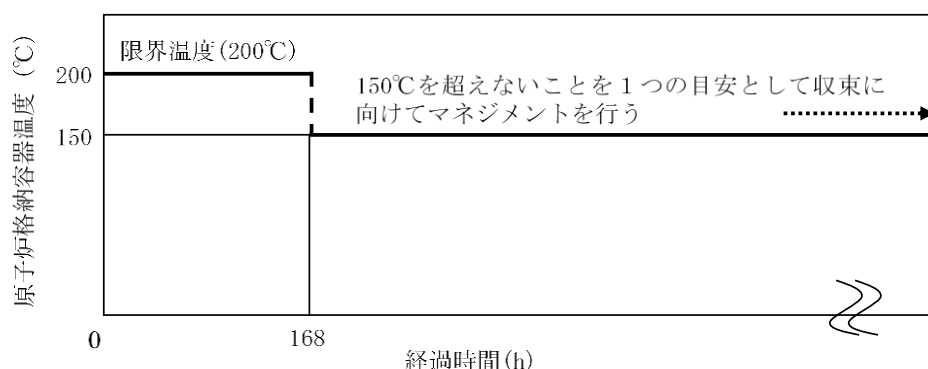 限界温度(200℃)
200
150℃を超えないことを1つの目安として収束に
向けてマネジメントを行う
150
原子炉格納容器温度 (℃)
0
168
経過時間(h)